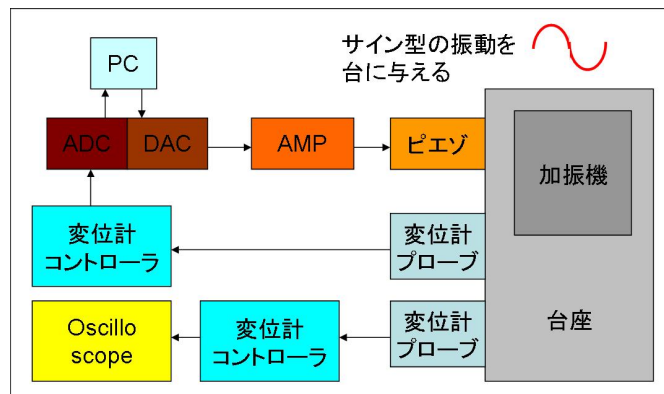 サイン型の振動を
台に与える
PC
ADC
DAC
AMP
ピエゾ
加振機
変位計
コントローラ
変位計
プローブ
Oscillo
scope
変位計
コントローラ
変位計
プローブ
台座